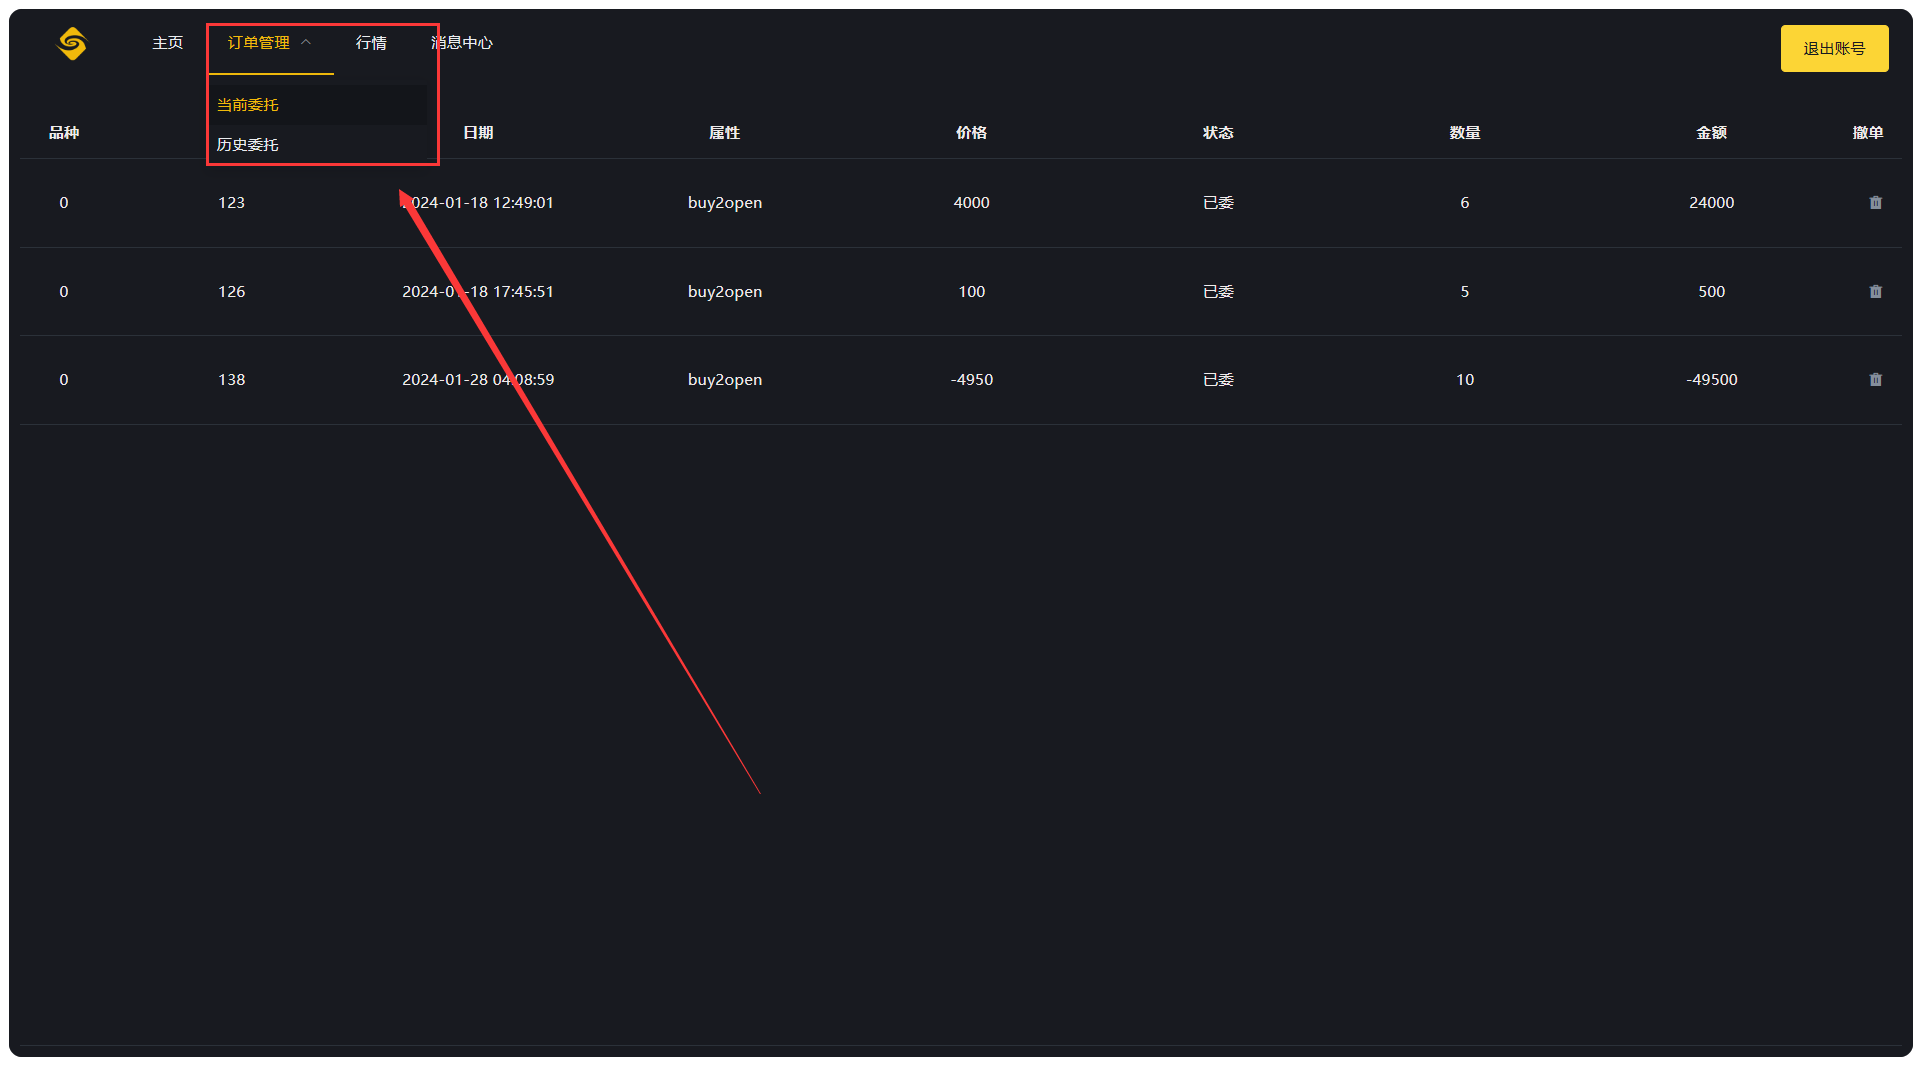 主页 订单管理 行情 消息中心 退出账号
当前委托
历史委托
品种 日期 属性 价格 状态 数量 金额 撤单
0 123 2024-01-18 12:49:01 buy2open 4000 已委 6 24000
0 126 2024-01-18 17:45:51 buy2open 100 已委 5 500
0 138 2024-01-28 04:08:59 buy2open -4950 已委 10 -49500